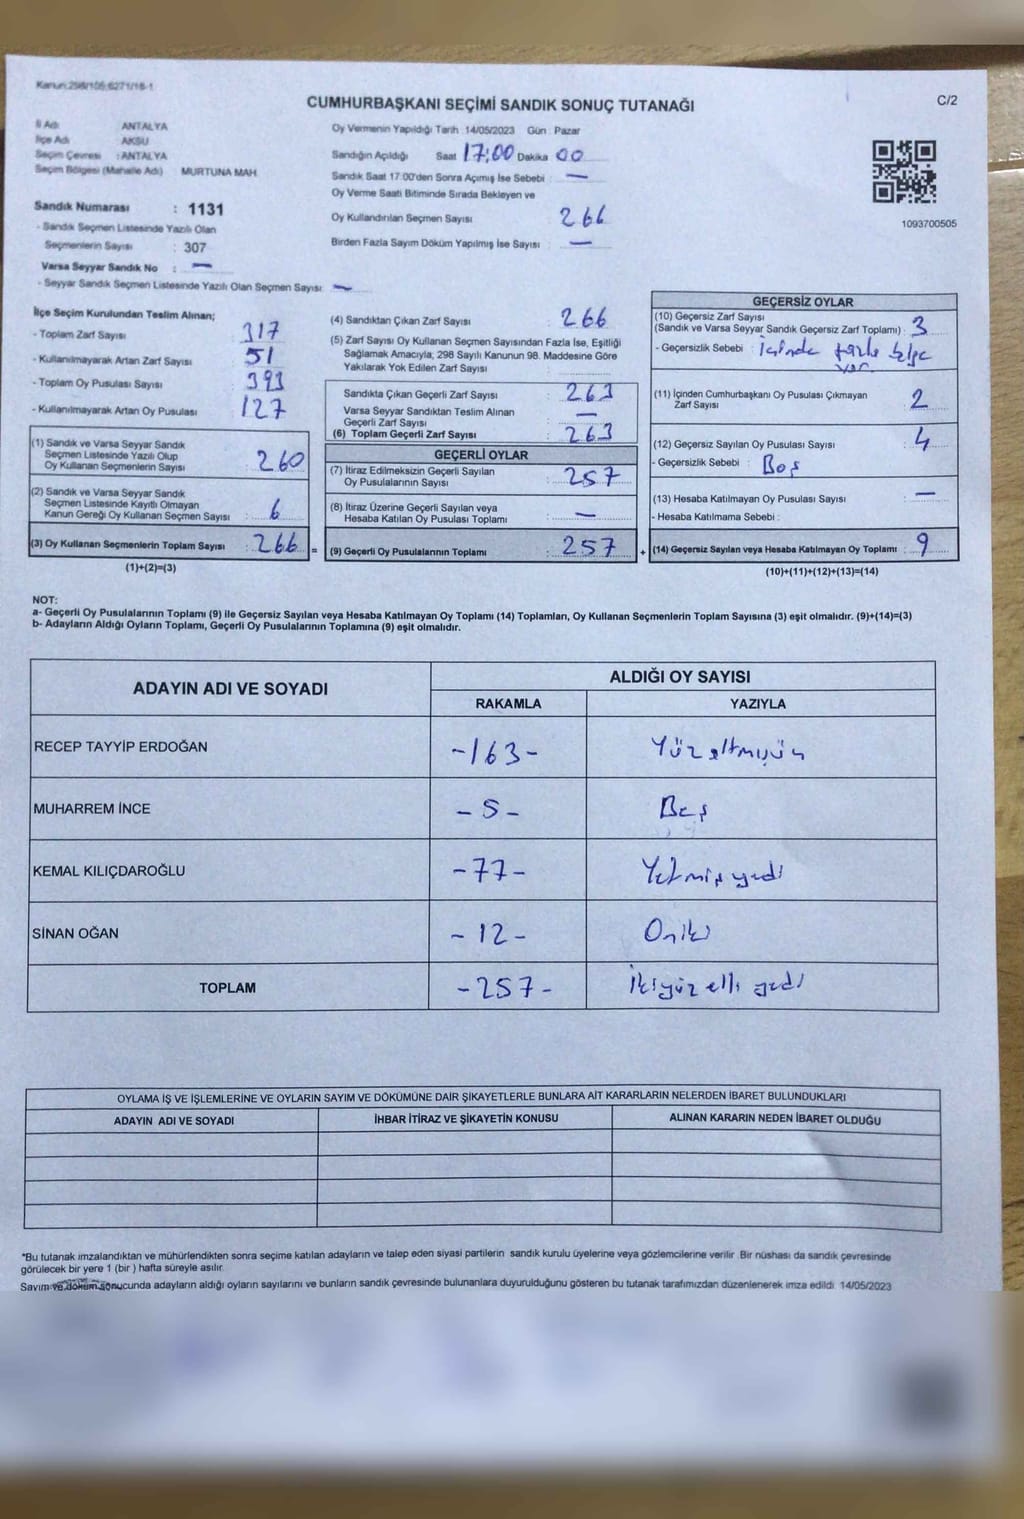 Kanun:298/105-6271/18-1
CUMHURBAŞKANI SEÇİMİ SANDIK SONUÇ TUTANAĞI
C/2
İl Adı ANTALYA
İlçe Adı AKSU
Seçim Çevresi : ANTALYA
Seçim Bölgesi (Mahalle Adı) MURTUNA MAH.
Sandık Numarası : 1131
- Sandık Seçmen Listesinde Yazılı Olan
Seçmenlerin Sayısı : 307
Varsa Seyyar Sandık No : —
- Seyyar Sandık Seçmen Listesinde Yazılı Olan Seçmen Sayısı: —
Oy Vermenin Yapıldığı Tarih 14/05/2023 Gün : Pazar
Sandığın Açıldığı Saat 17:00 Dakika 00
Sandık Saat 17:00'den Sonra Açımış İse Sebebi : —
Oy Verme Saati Bitiminde Sırada Bekleyen ve
Oy Kullandırılan Seçmen Sayısı : 266
Birden Fazla Sayım Döküm Yapılmış İse Sayısı : —
1093700505
İlçe Seçim Kurulundan Teslim Alınan;
- Toplam Zarf Sayısı : 317
- Kullanılmayarak Artan Zarf Sayısı : 51
- Toplam Oy Pusulası Sayısı : 393
- Kullanılmayarak Artan Oy Pusulası : 127
(1) Sandık ve Varsa Seyyar Sandık
Seçmen Listesinde Yazılı Olup
Oy Kullanan Seçmenlerin Sayısı : 260
(2) Sandık ve Varsa Seyyar Sandık
Seçmen Listesinde Kayıtlı Olmayan
Kanun Gereği Oy Kullanan Seçmen Sayısı : 6
(3) Oy Kullanan Seçmenlerin Toplam Sayısı : 266 =
(1)+(2)=(3)
(4) Sandıktan Çıkan Zarf Sayısı : 266
(5) Zarf Sayısı Oy Kullanan Seçmen Sayısından Fazla İse, Eşitliği
Sağlamak Amacıyla, 298 Sayılı Kanunun 98. Maddesine Göre
Yakılarak Yok Edilen Zarf Sayısı :
Sandıkta Çıkan Geçerli Zarf Sayısı : 263
Varsa Seyyar Sandıktan Teslim Alınan
Geçerli Zarf Sayısı : —
(6) Toplam Geçerli Zarf Sayısı : 263
GEÇERLİ OYLAR
(7) İtiraz Edilmeksizin Geçerli Sayılan
Oy Pusulalarının Sayısı : 257
(8) İtiraz Üzerine Geçerli Sayılan veya
Hesaba Katılan Oy Pusulası Toplamı : —
(9) Geçerli Oy Pusulalarının Toplamı : 257 +
GEÇERSİZ OYLAR
(10) Geçersiz Zarf Sayısı
(Sandık ve Varsa Seyyar Sandık Geçersiz Zarf Toplamı) : 3
- Geçersizlik Sebebi : İçinde fazla belge
var
(11) İçinden Cumhurbaşkanı Oy Pusulası Çıkmayan
Zarf Sayısı : 2
(12) Geçersiz Sayılan Oy Pusulası Sayısı : 4
- Geçersizlik Sebebi : Boş
(13) Hesaba Katılmayan Oy Pusulası Sayısı : —
- Hesaba Katılmama Sebebi :
(14) Geçersiz Sayılan veya Hesaba Katılmayan Oy Toplamı : 9
(10)+(11)+(12)+(13)=(14)
NOT:
a- Geçerli Oy Pusulalarının Toplamı (9) ile Geçersiz Sayılan veya Hesaba Katılmayan Oy Toplamı (14) Toplamları, Oy Kullanan Seçmenlerin Toplam Sayısına (3) eşit olmalıdır. (9)+(14)=(3)
b- Adayların Aldığı Oyların Toplamı, Geçerli Oy Pusulalarının Toplamına (9) eşit olmalıdır.
ADAYIN ADI VE SOYADI
ALDIĞI OY SAYISI
RAKAMLA YAZIYLA
RECEP TAYYİP ERDOĞAN -163- Yüzaltmışüç
MUHARREM İNCE -5- Beş
KEMAL KILIÇDAROĞLU -77- Yetmiş yedi
SİNAN OĞAN -12- Oniki
TOPLAM -257- İkiyüz elli yedi
OYLAMA İŞ VE İŞLEMLERİNE VE OYLARIN SAYIM VE DÖKÜMÜNE DAİR ŞİKAYETLERLE BUNLARA AİT KARARLARIN NELERDEN İBARET BULUNDUKLARI
ADAYIN ADI VE SOYADI İHBAR İTİRAZ VE ŞİKAYETİN KONUSU ALINAN KARARIN NEDEN İBARET OLDUĞU
*Bu tutanak imzalandıktan ve mühürlendikten sonra seçime katılan adayların ve talep eden siyasi partilerin sandık kurulu üyelerine veya gözlemcilerine verilir. Bir nüshası da sandık çevresinde
görülecek bir yere 1 (bir ) hafta süreyle asılır.
Sayım ve döküm sonucunda adayların aldığı oyların sayılarını ve bunların sandık çevresinde bulunanlara duyurulduğunu gösteren bu tutanak tarafımızdan düzenlenerek imza edildi. 14/05/2023